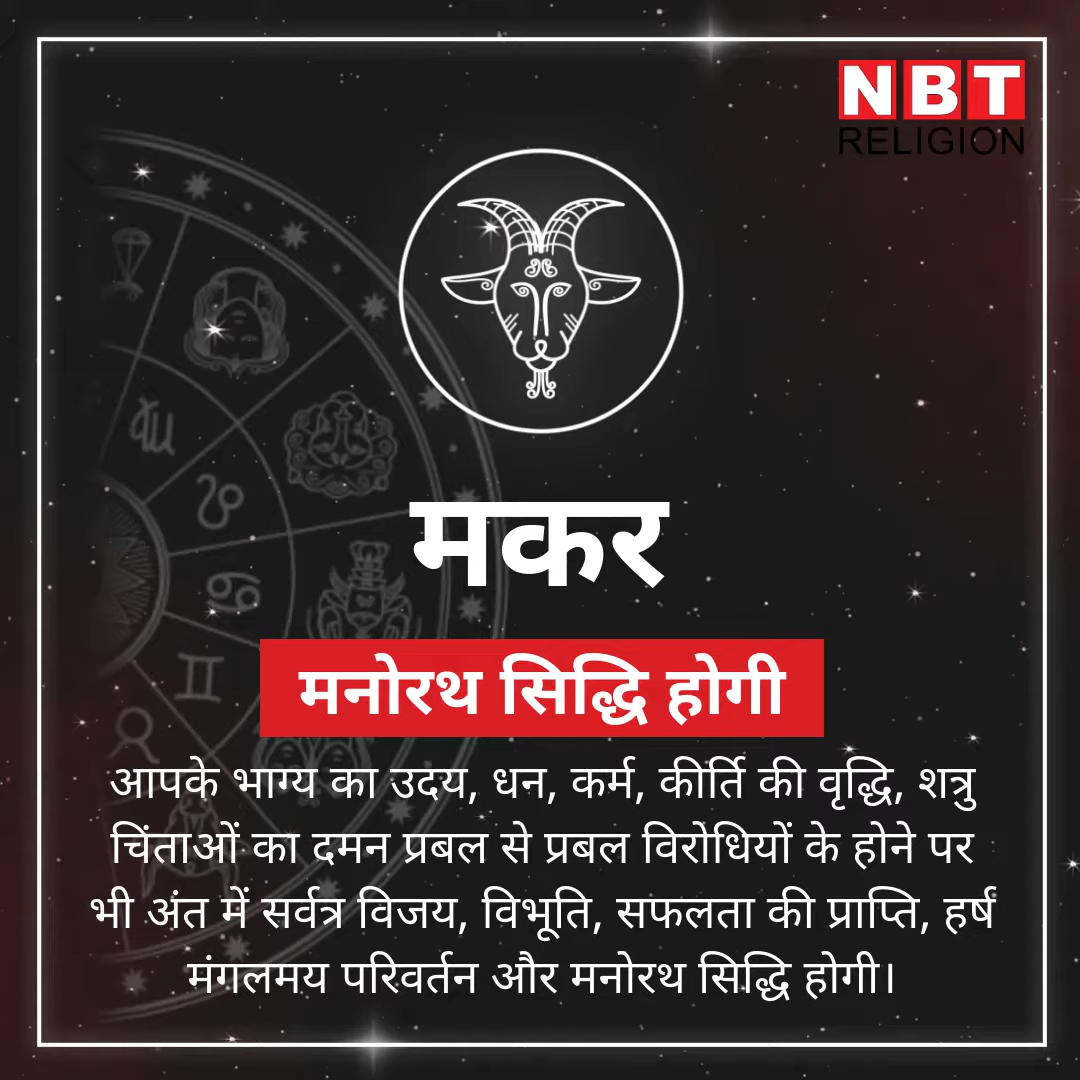 NBT
RELIGION
मकर
मनोरथ सिद्धि होगी
आपके भाग्य का उदय, धन, कर्म, कीर्ति की वृद्धि, शत्रु
चिंताओं का दमन प्रबल से प्रबल विरोधियों के होने पर
भी अंत में सर्वत्र विजय, विभूति, सफलता की प्राप्ति, हर्ष
मंगलमय परिवर्तन और मनोरथ सिद्धि होगी।